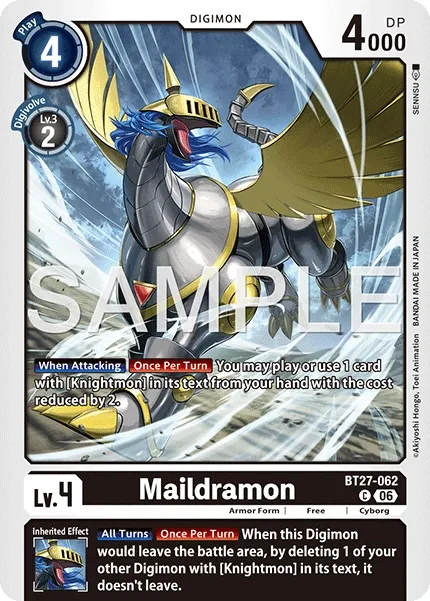 DIGIMON
Play
4
4000
DP
Digivolve
Lv.3
2
SENNSU
©Akiyoshi Hongo, Toei Animation BANDAI MADE IN JAPAN
SAMPLE
When Attacking Once Per Turn You may play or use 1 card
with [Knightmon] in its text from your hand with the cost
reduced by 2.
BT27-062
Lv.4
Maildramon
C 06
Armor Form | Free | Cyborg
Inherited Effect
All Turns Once Per Turn When this Digimon
would leave the battle area, by deleting 1 of your
other Digimon with [Knightmon] in its text, it
doesn't leave.